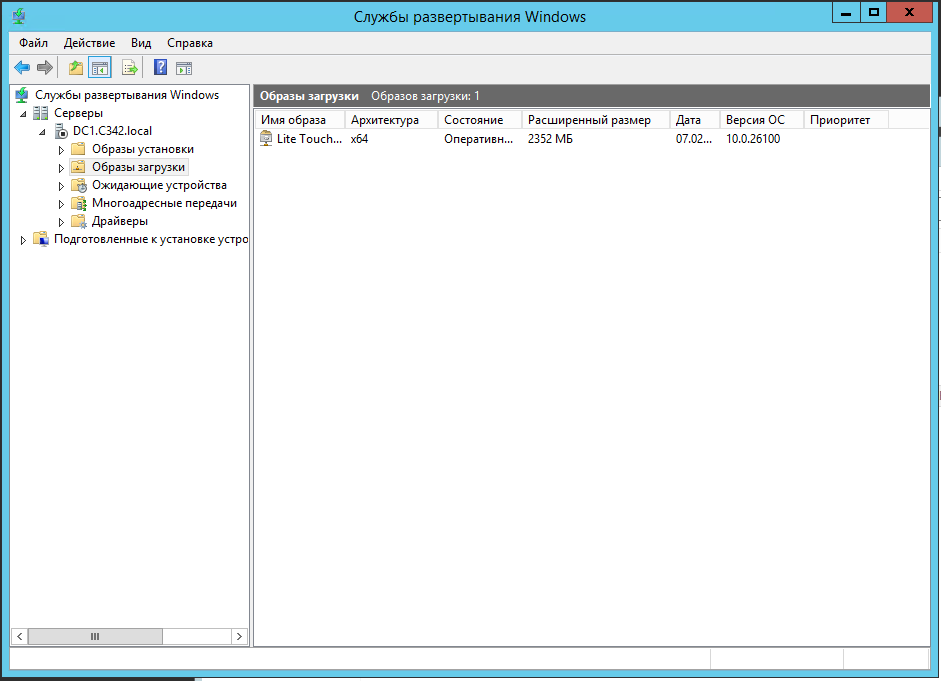 Службы развертывания Windows
Файл Действие Вид Справка
Службы развертывания Windows
Серверы
DC1.C342.local
Образы установки
Образы загрузки
Ожидающие устройства
Многоадресные передачи
Драйверы
Подготовленные к установке устро
Образы загрузки Образов загрузки: 1
Имя образа Архитектура Состояние Расширенный размер Дата Версия ОС Приоритет
Lite Touch... x64 Оперативн... 2352 МБ 07.02... 10.0.26100